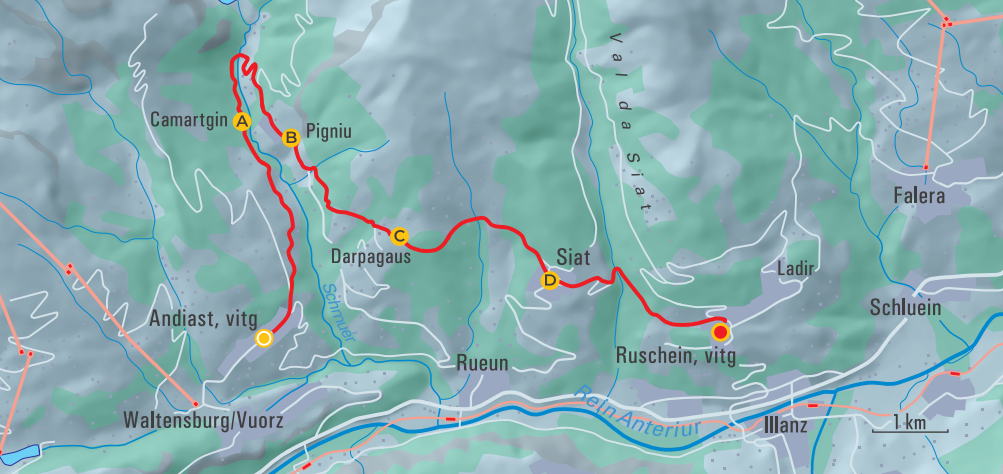 Val da Siat
Camartgin
A
B
Pigniu
Falera
C
Darpagaus
Siat
Ladir
D
Schmuer
Schluein
Andiast, vitg
Ruschein, vitg
Rueun
Rein Anteriur
Waltensburg/Vuorz
Ilanz
1 km